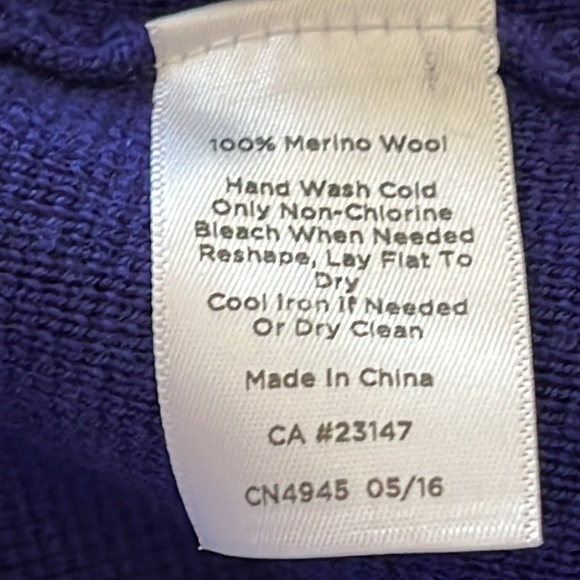 100% Merino Wool
Hand Wash Cold
Only Non-Chlorine
Bleach When Needed
Reshape, Lay Flat To
Dry
Cool Iron if Needed
Or Dry Clean
Made In China
CA #23147
CN4945 05/16